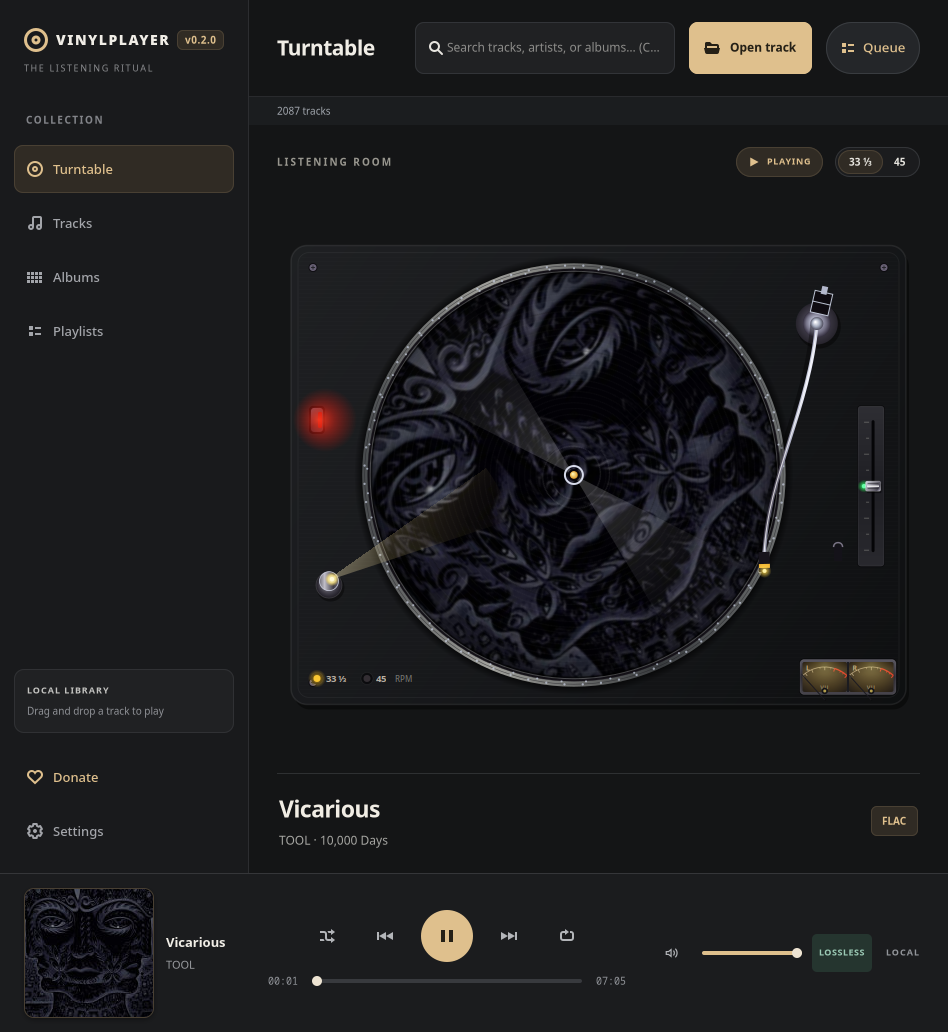 VINYLPLAYER v0.2.0
THE LISTENING RITUAL
COLLECTION
Turntable
Tracks
Albums
Playlists
LOCAL LIBRARY
Drag and drop a track to play
Donate
Settings
Turntable
Search tracks, artists, or albums... (C...
Open track
Queue
2087 tracks
LISTENING ROOM
PLAYING
33 ⅓ 45
33 ⅓ 45 RPM
L R
Vicarious
TOOL · 10,000 Days
FLAC
Vicarious
TOOL
00:01 07:05
LOSSLESS LOCAL